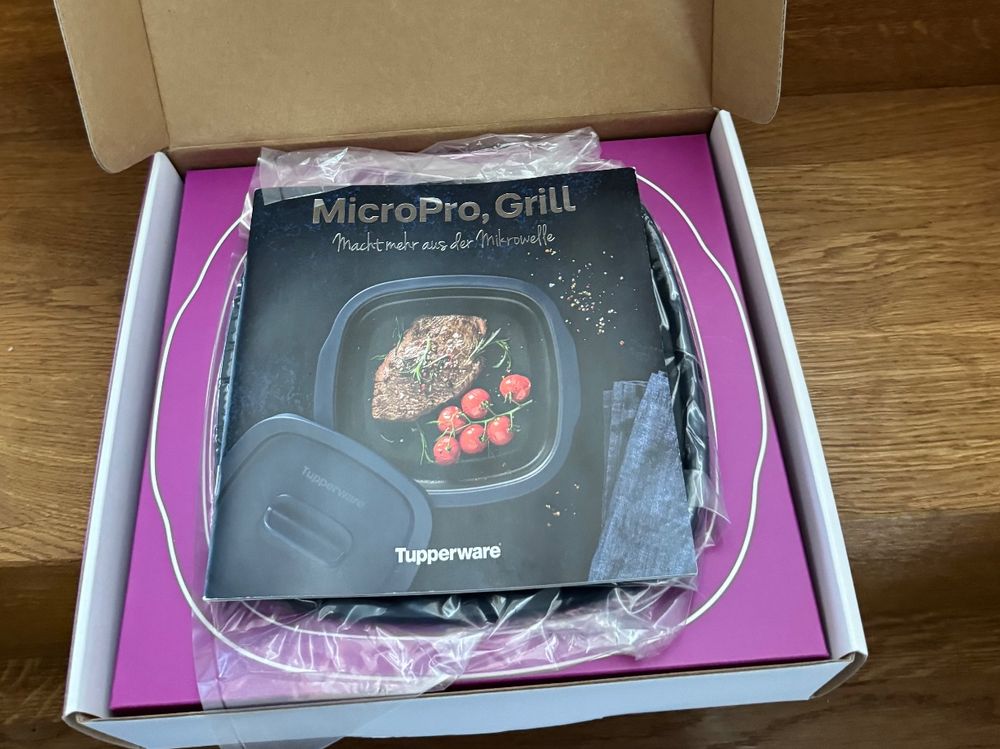 MicroPro, Grill
Macht mehr aus der Mikrowelle
Tupperware
Tupperware